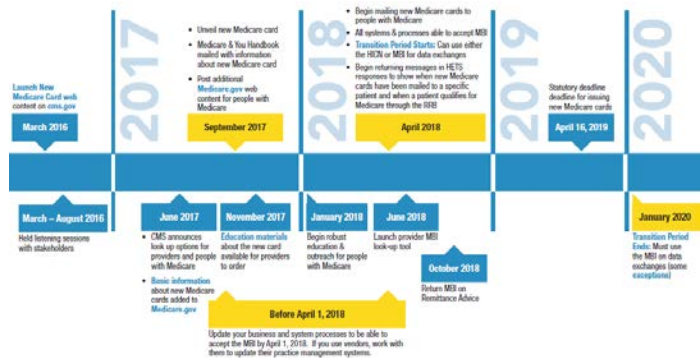 2017
2018
2019
2020
Launch New
Medicare Card web
content on cms.gov
March 2016
• Unveil new Medicare card
• Medicare & You Handbook
mailed with information
about new Medicare card
• Post additional
Medicare.gov web
content for people with
Medicare
September 2017
• Begin mailing new Medicare cards to
people with Medicare
• All systems & processes able to accept MBI
• Transition Period Starts: Can use either
the HICN or MBI for data exchanges
• Begin returning messages in HETS
responses to show when new Medicare
cards have been mailed to a specific
patient and when a patient qualifies for
Medicare through the RRB
April 2018
Statutory deadline
deadline for issuing
new Medicare cards
April 16, 2019
March – August 2016
Held listening sessions
with stakeholders
June 2017
• CMS announces
look up options for
providers and people
with Medicare
• Basic information
about new Medicare
cards added to
Medicare.gov
November 2017
Education materials
about the new card
available for providers
to order
January 2018
Begin robust
education &
outreach for people
with Medicare
June 2018
Launch provider MBI
look-up tool
October 2018
Return MBI on
Remittance Advice
January 2020
Transition Period
Ends: Must use
the MBI on data
exchanges (some
exceptions)
Before April 1, 2018
Update your business and system processes to be able to
accept the MBI by April 1, 2018. If you use vendors, work with
them to update their practice management systems.